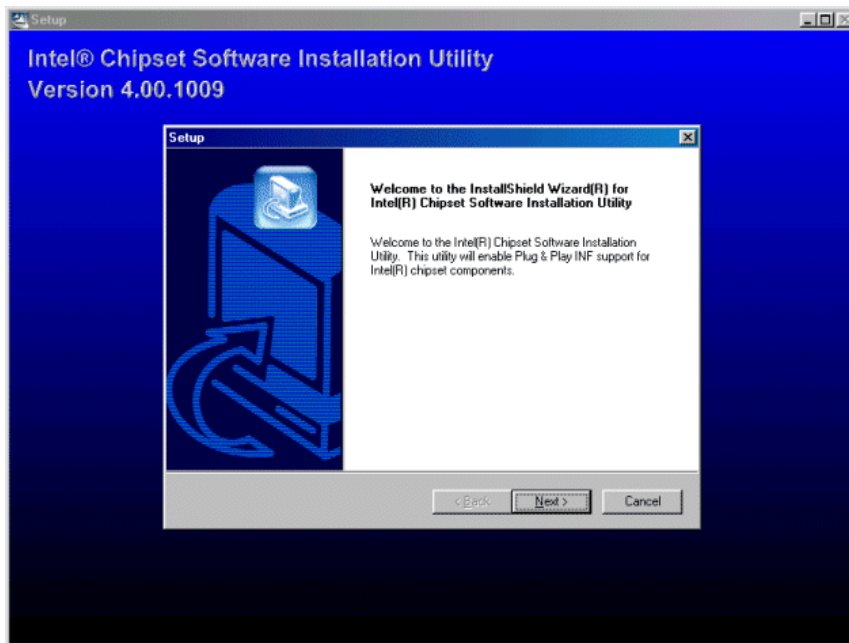 Setup
Intel® Chipset Software Installation Utility
Version 4.00.1009
Setup
Welcome to the InstallShield Wizard(R) for
Intel(R) Chipset Software Installation Utility
Welcome to the Intel(R) Chipset Software Installation
Utility. This utility will enable Plug & Play INF support for
Intel(R) chipset components.
< Back
Next >
Cancel